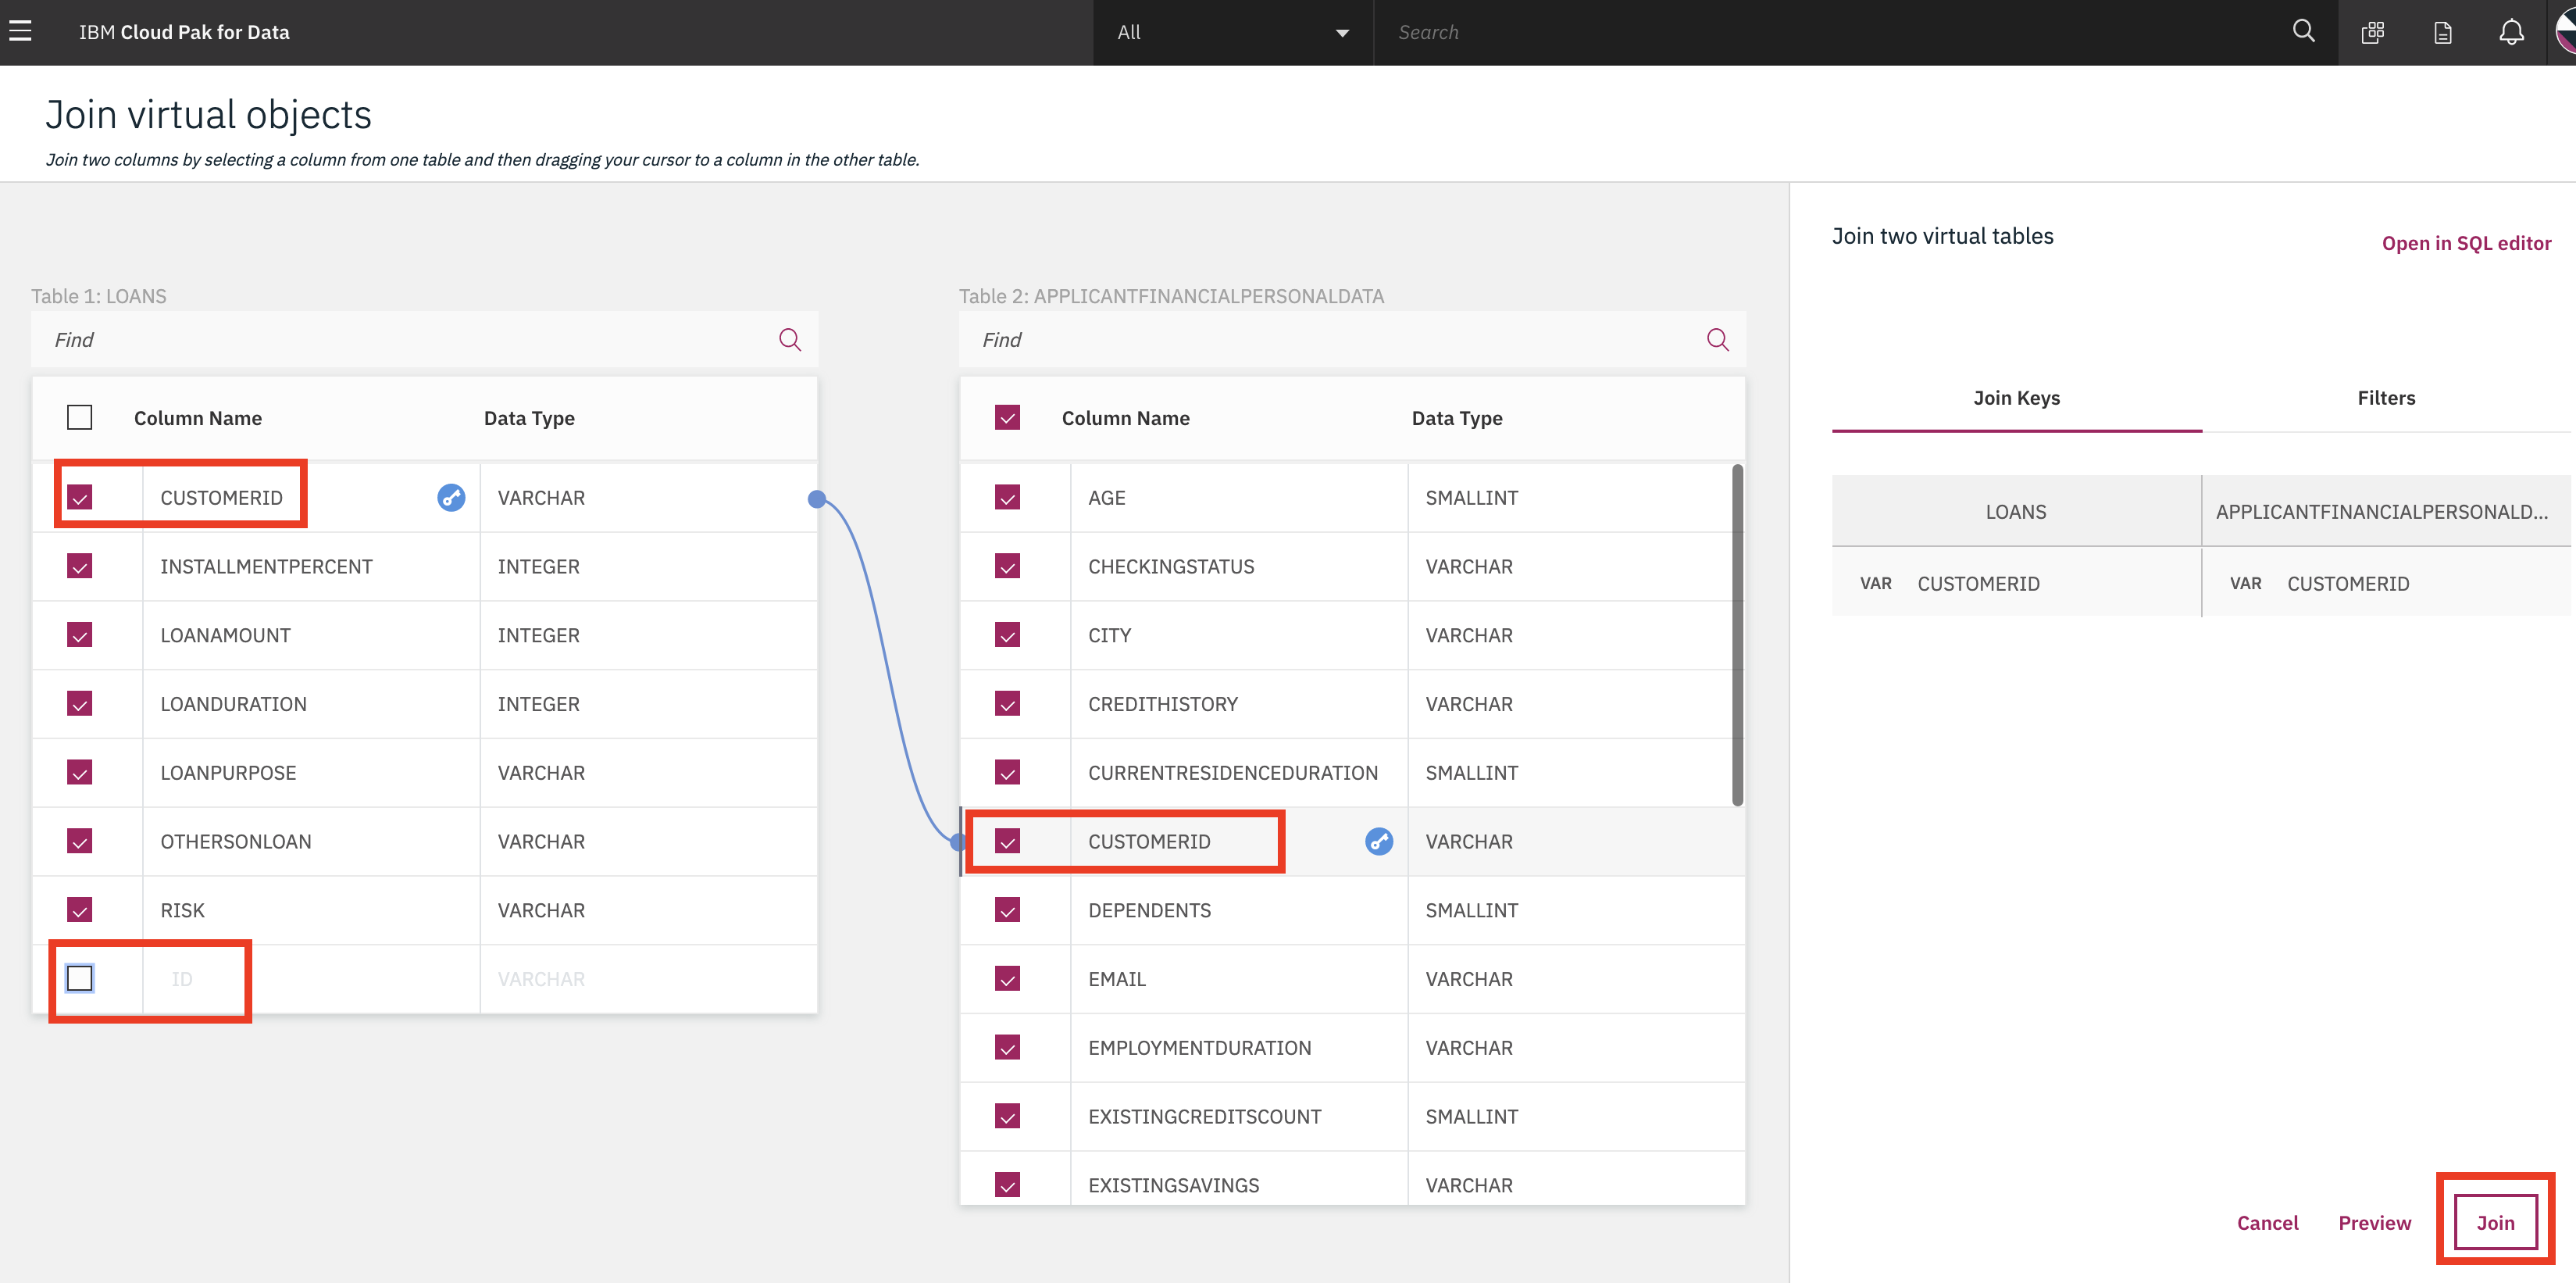 IBM Cloud Pak for Data
All
Search
Join virtual objects
Join two columns by selecting a column from one table and then dragging your cursor to a column in the other table.
Table 1: LOANS
Find
Column Name Data Type
CUSTOMERID VARCHAR
INSTALLMENTPERCENT INTEGER
LOANAMOUNT INTEGER
LOANDURATION INTEGER
LOANPURPOSE VARCHAR
OTHERSONLOAN VARCHAR
RISK VARCHAR
ID VARCHAR
Table 2: APPLICANTFINANCIALPERSONALDATA
Find
Column Name Data Type
AGE SMALLINT
CHECKINGSTATUS VARCHAR
CITY VARCHAR
CREDITHISTORY VARCHAR
CURRENTRESIDENCEDURATION SMALLINT
CUSTOMERID VARCHAR
DEPENDENTS SMALLINT
EMAIL VARCHAR
EMPLOYMENTDURATION VARCHAR
EXISTINGCREDITSCOUNT SMALLINT
EXISTINGSAVINGS VARCHAR
Join two virtual tables
Open in SQL editor
Join Keys Filters
LOANS APPLICANTFINANCIALPERSONALD...
VAR CUSTOMERID VAR CUSTOMERID
Cancel Preview Join